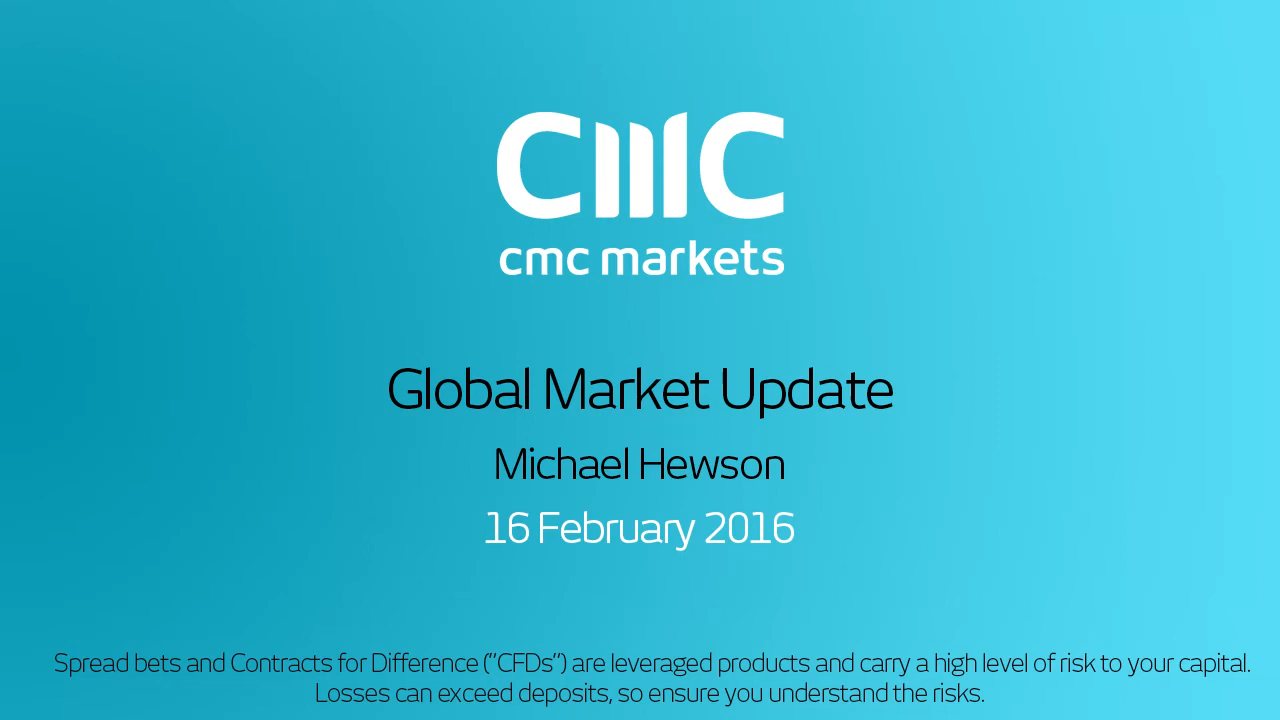 CMC
cmc markets
Global Market Update
Michael Hewson
16 February 2016
Spread bets and Contracts for Difference (“CFDs”) are leveraged products and carry a high level of risk to your capital.
Losses can exceed deposits, so ensure you understand the risks.